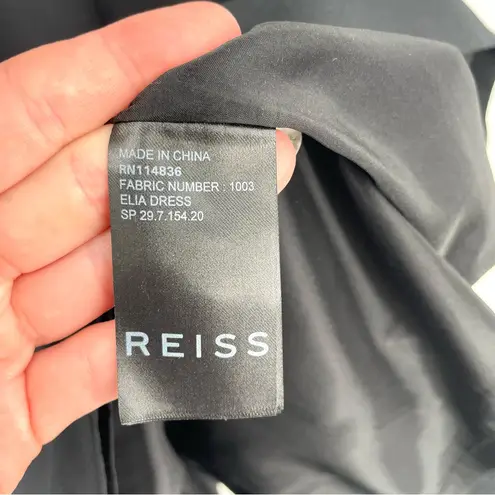 MADE IN CHINA
RN114836
FABRIC NUMBER : 1003
ELIA DRESS
SP 29.7.154.20
REISS